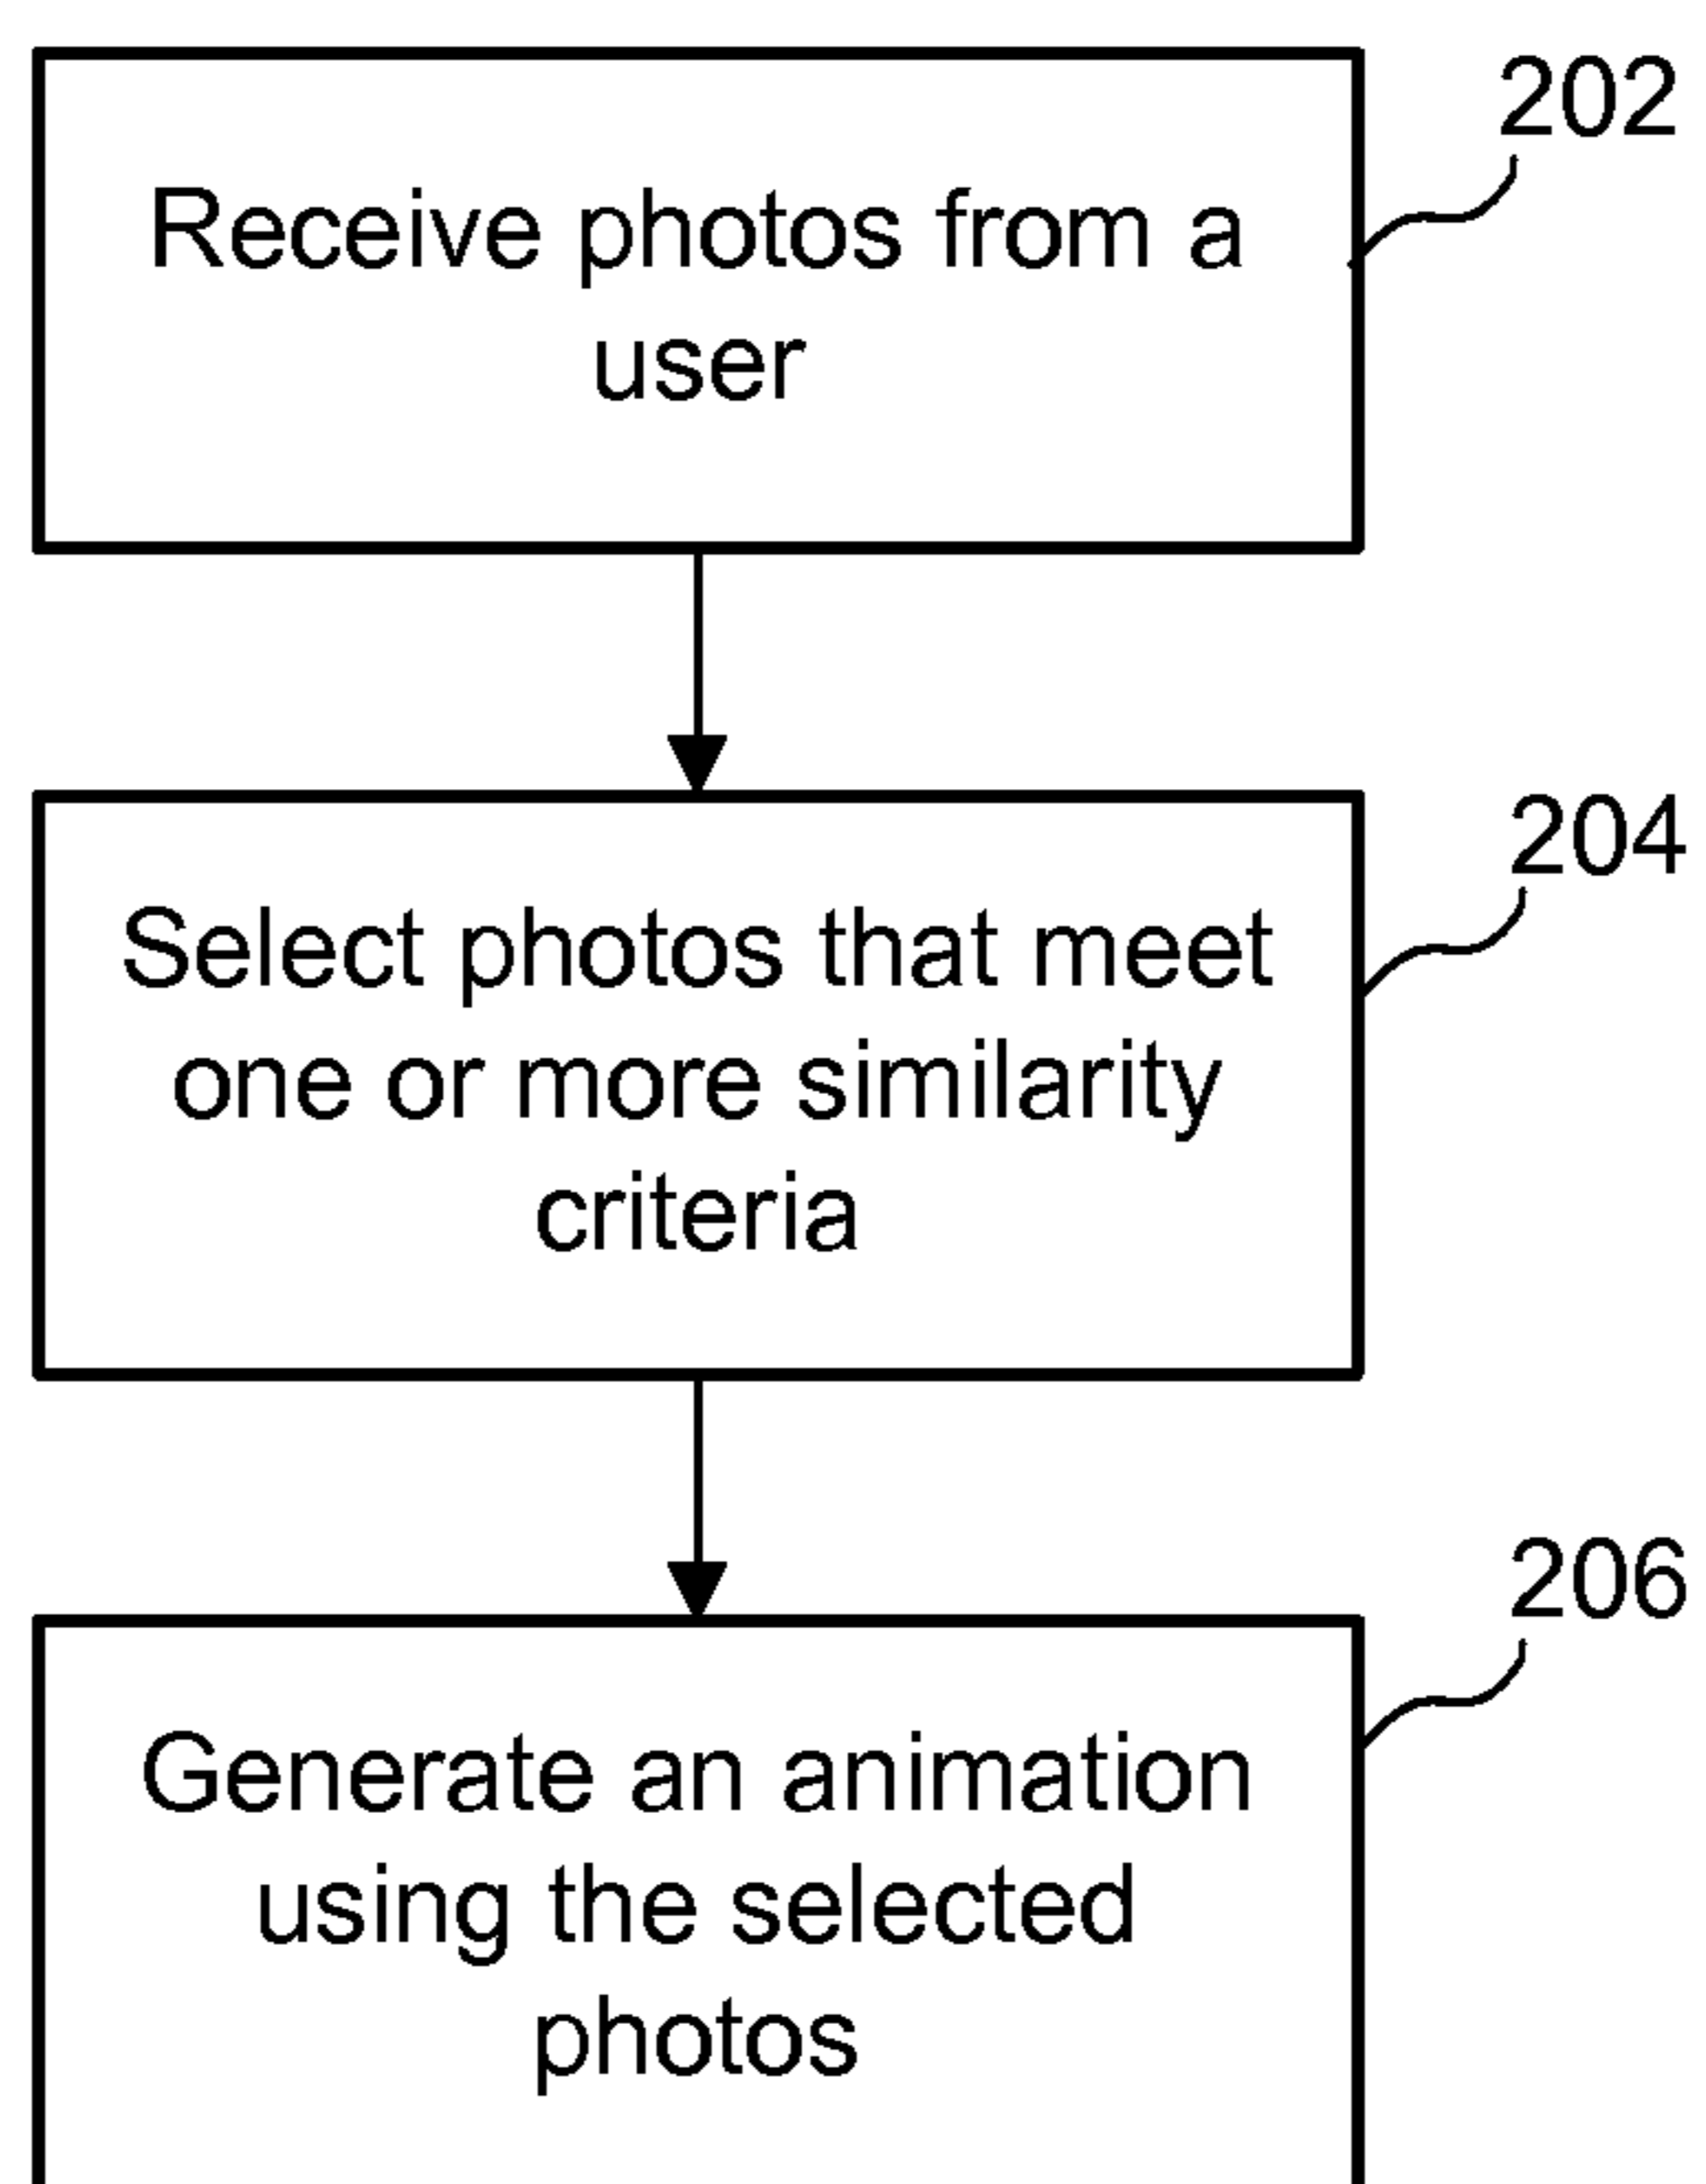 202
Receive photos from a
user
204
Select photos that meet
one or more similarity
criteria
206
Generate an animation
using the selected
photos